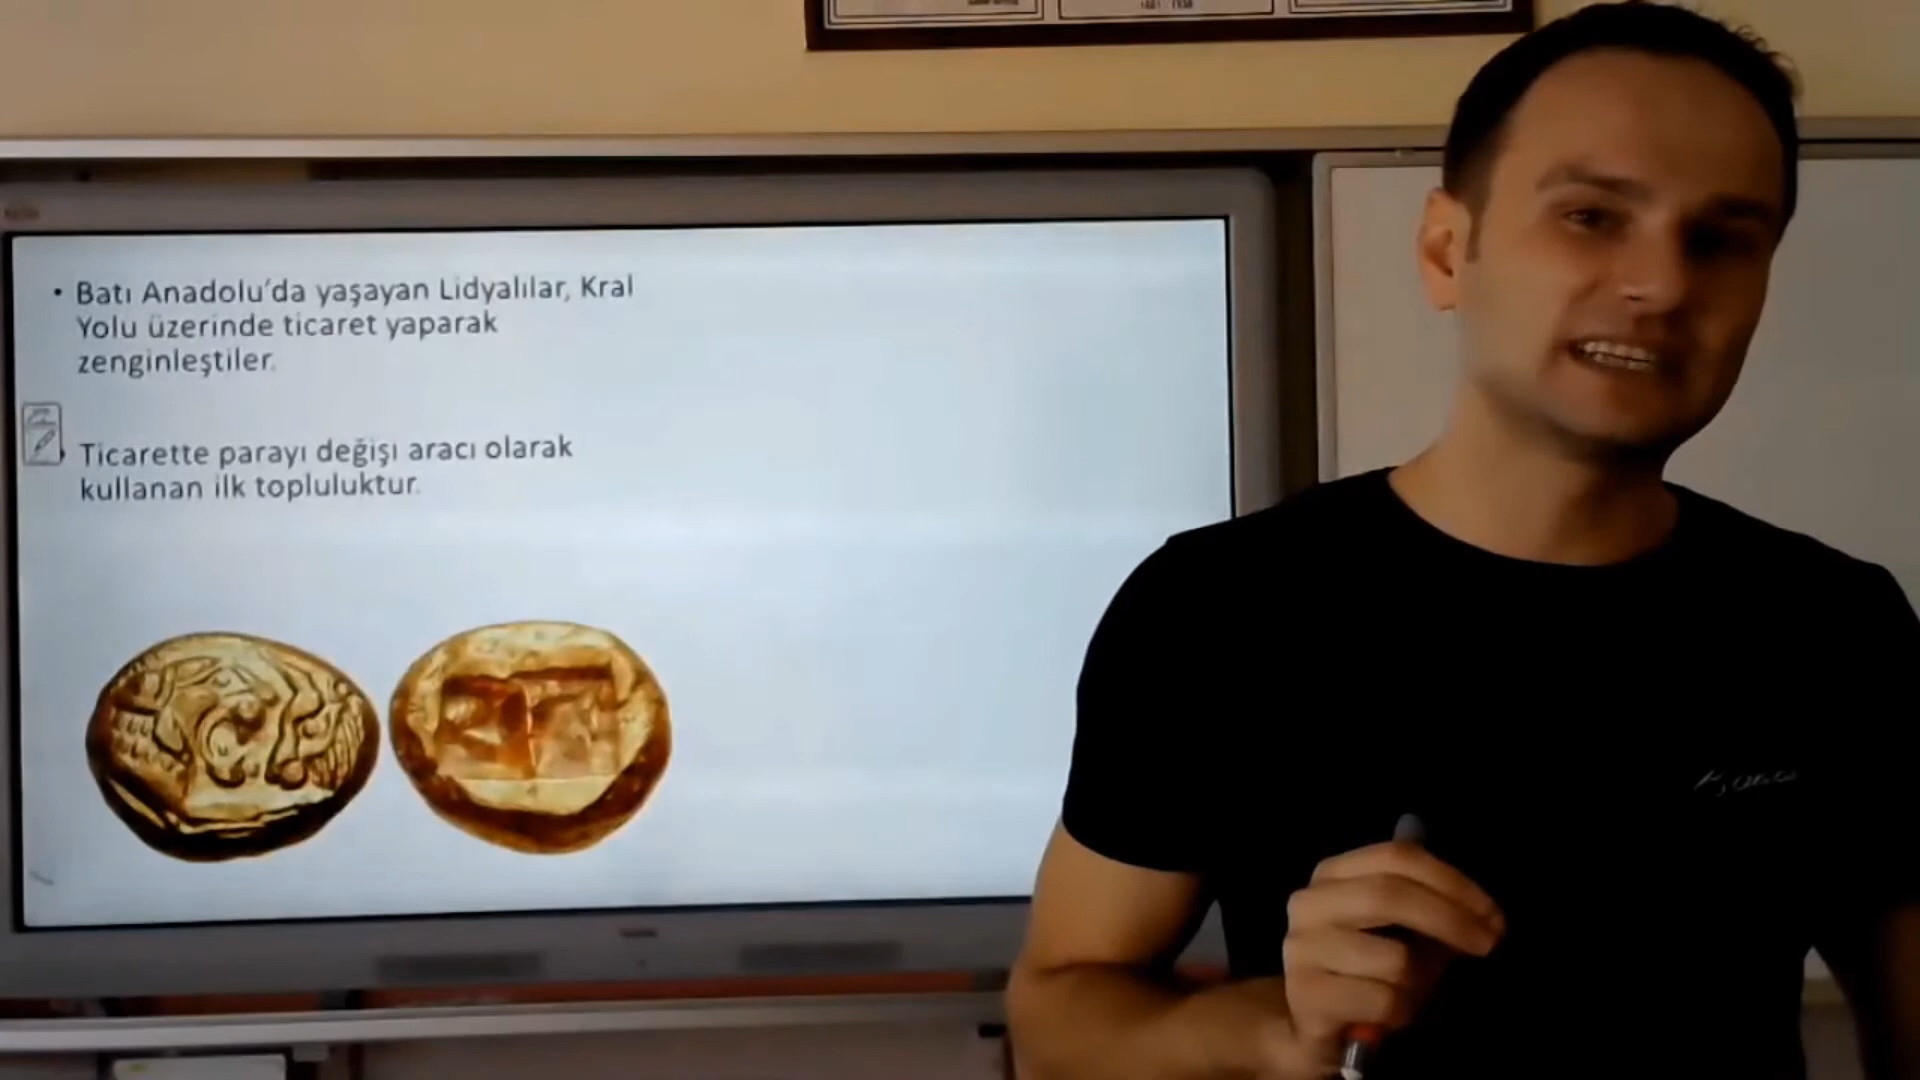 • Batı Anadolu'da yaşayan Lidyalılar, Kral
Yolu üzerinde ticaret yaparak
zenginleştiler.
Ticarette parayı değişi aracı olarak
kullanan ilk topluluktur.